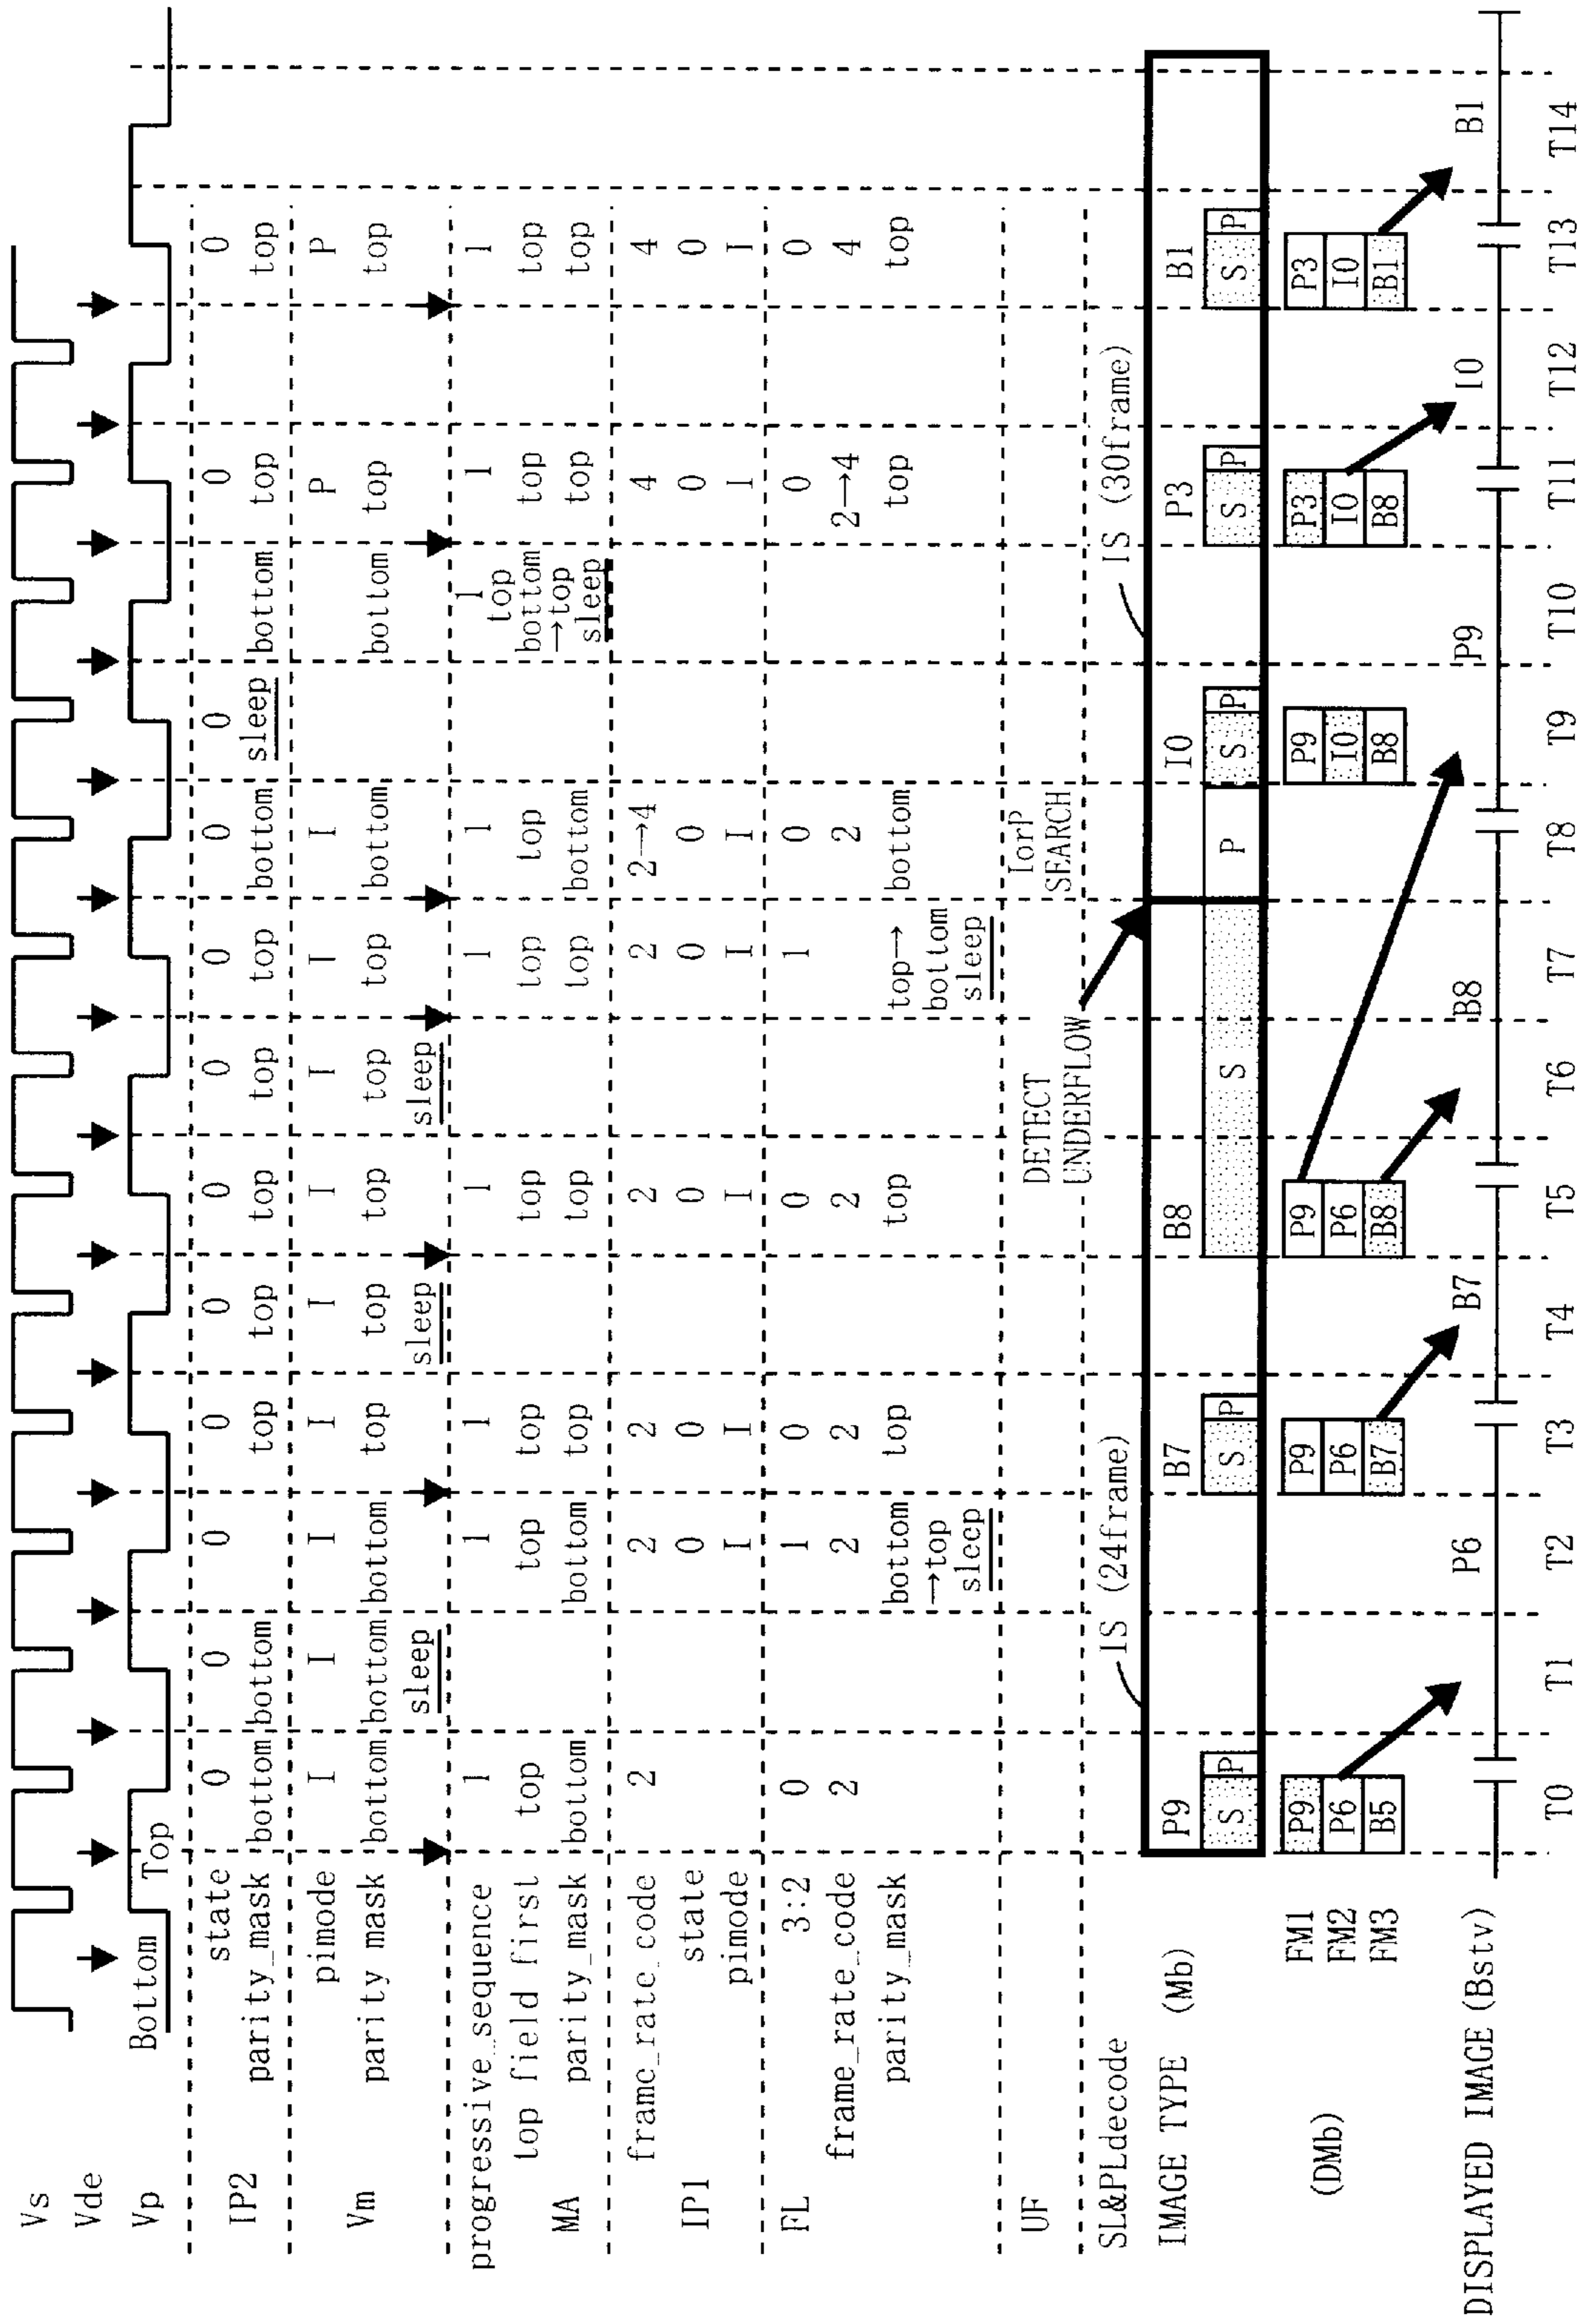 Vs
Vde
Vp Bottom Top
IP2 state 0 0 0 0 0 0 0 0 0 0 0 0
parity_mask bottom bottom top top top top top bottom sleep bottom top top
Vm pimode I I I I I I I I I P P
parity mask bottom bottom bottom top top top top top bottom bottom top top
sleep sleep sleep
progressive_sequence 1 1 1 1 1 1 1 1 1
top field first top top top top top top top top top
MA parity_mask bottom bottom top top top bottom bottom →top top top
sleep
frame_rate_code 2 2 2 2 2 2→4 4 4
IP1 state 0 0 0 0 0 0 0
pimode I I I I I I I
FL 3:2 0 1 0 0 1 0 0 0
frame_rate_code 2 2 2 2 2 2→4 4
parity_mask bottom →top top top top→ bottom bottom top top
sleep sleep
UF IorP SEARCH
DETECT UNDERFLOW
SL&PLdecode IS (24frame) IS (30frame)
IMAGE TYPE (Mb) P9 B7 B8 I0 P3 B1
S P S P S P S P S P S P
(DMb)
FM1 P9 P9 P9 P9 P3 P3
FM2 P6 P6 P6 I0 I0 I0
FM3 B5 B7 B8 B8 B8 B1
DISPLAYED IMAGE (Bstv) P6 B7 B8 P9 I0 B1
T0 T1 T2 T3 T4 T5 T6 T7 T8 T9 T10 T11 T12 T13 T14